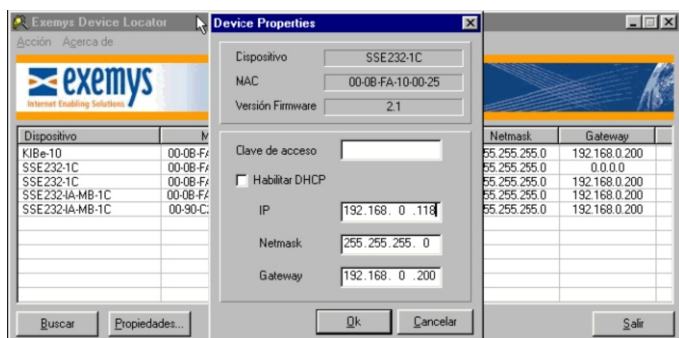 Exemys Device Locator
Acción Acerca de
exemys
Internet Enabling Solutions
Dispositivo M Netmask Gateway
KIBe-10 00-0B-FA 55.255.255.0 192.168.0.200
SSE232-1C 00-0B-FA 55.255.255.0 0.0.0.0
SSE232-1C 00-0B-FA 55.255.255.0 192.168.0.200
SSE232-IA-MB-1C 00-0B-FA 55.255.255.0 192.168.0.200
SSE232-IA-MB-1C 00-90-C2 55.255.255.0 192.168.0.200
Buscar Propiedades... Salir
Device Properties
Dispositivo SSE232-1C
MAC 00-0B-FA-10-00-25
Versión Firmware 2.1
Clave de acceso
Habilitar DHCP
IP 192.168. 0 .118
Netmask 255.255.255. 0
Gateway 192.168. 0 .200
Ok Cancelar